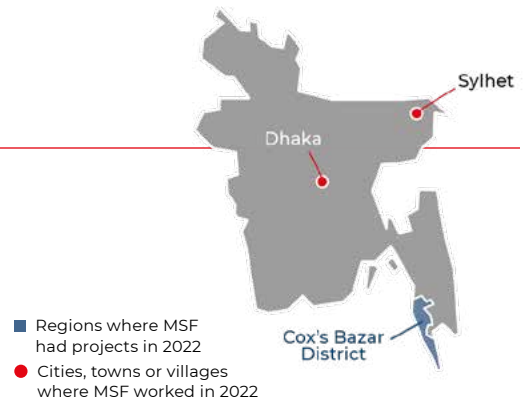 Sylhet
Dhaka
Cox's Bazar
District
Regions where MSF
had projects in 2022
Cities, towns or villages
where MSF worked in 2022